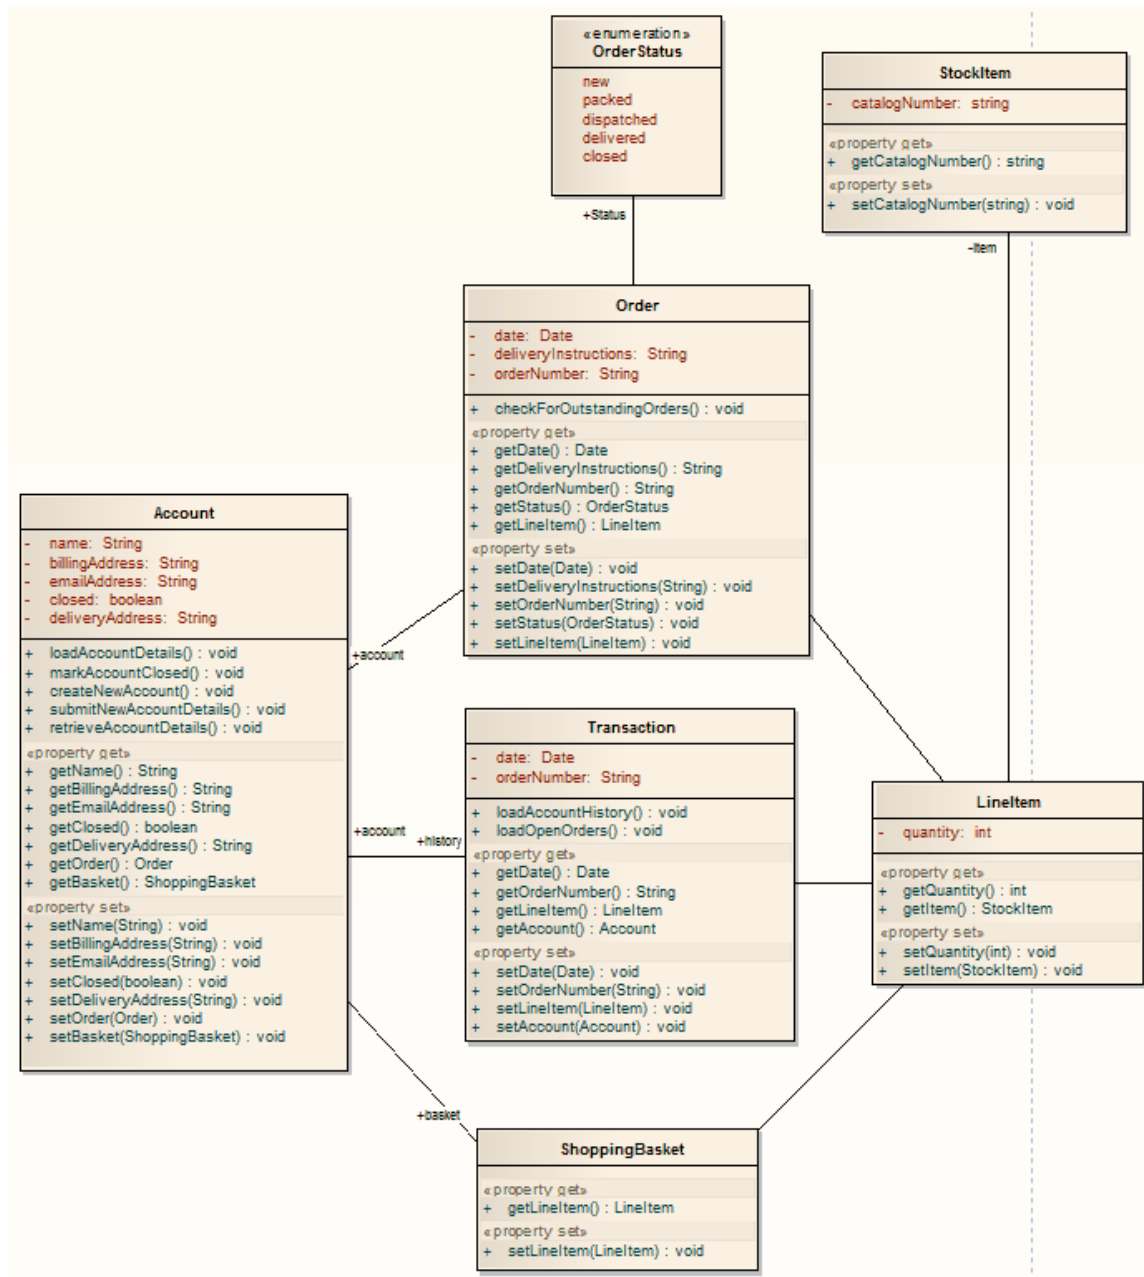 «enumeration»
OrderStatus
new
packed
dispatched
delivered
closed
+Status
StockItem
- catalogNumber: string
«property get»
+ getCatalogNumber() : string
«property set»
+ setCatalogNumber(string) : void
-Item
Order
- date: Date
- deliveryInstructions: String
- orderNumber: String
+ checkForOutstandingOrders() : void
«property get»
+ getDate() : Date
+ getDeliveryInstructions() : String
+ getOrderNumber() : String
+ getStatus() : OrderStatus
+ getLineItem() : LineItem
«property set»
+ setDate(Date) : void
+ setDeliveryInstructions(String) : void
+ setOrderNumber(String) : void
+ setStatus(OrderStatus) : void
+ setLineItem(LineItem) : void
Account
- name: String
- billingAddress: String
- emailAddress: String
- closed: boolean
- deliveryAddress: String
+ loadAccountDetails() : void
+ markAccountClosed() : void
+ createNewAccount() : void
+ submitNewAccountDetails() : void
+ retrieveAccountDetails() : void
«property get»
+ getName() : String
+ getBillingAddress() : String
+ getEmailAddress() : String
+ getClosed() : boolean
+ getDeliveryAddress() : String
+ getOrder() : Order
+ getBasket() : ShoppingBasket
«property set»
+ setName(String) : void
+ setBillingAddress(String) : void
+ setEmailAddress(String) : void
+ setClosed(boolean) : void
+ setDeliveryAddress(String) : void
+ setOrder(Order) : void
+ setBasket(ShoppingBasket) : void
+account
+account
+history
+basket
Transaction
- date: Date
- orderNumber: String
+ loadAccountHistory() : void
+ loadOpenOrders() : void
«property get»
+ getDate() : Date
+ getOrderNumber() : String
+ getLineItem() : LineItem
+ getAccount() : Account
«property set»
+ setDate(Date) : void
+ setOrderNumber(String) : void
+ setLineItem(LineItem) : void
+ setAccount(Account) : void
LineItem
- quantity: int
«property get»
+ getQuantity() : int
+ getItem() : StockItem
«property set»
+ setQuantity(int) : void
+ setItem(StockItem) : void
ShoppingBasket
«property get»
+ getLineItem() : LineItem
«property set»
+ setLineItem(LineItem) : void